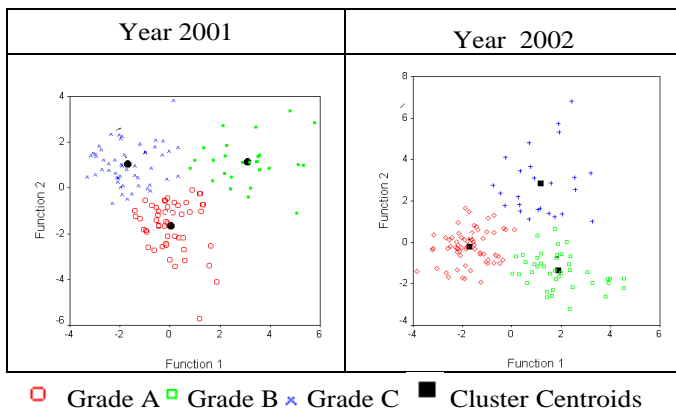 Year 2001
Year 2002
4
2
0
-2
-4
-6
Function 2
-4 -2 0 2 4 6
Function 1
8
6
4
2
0
-2
-4
Function 2
-4 -2 0 2 4 6
Function 1
Grade A Grade B Grade C Cluster Centroids